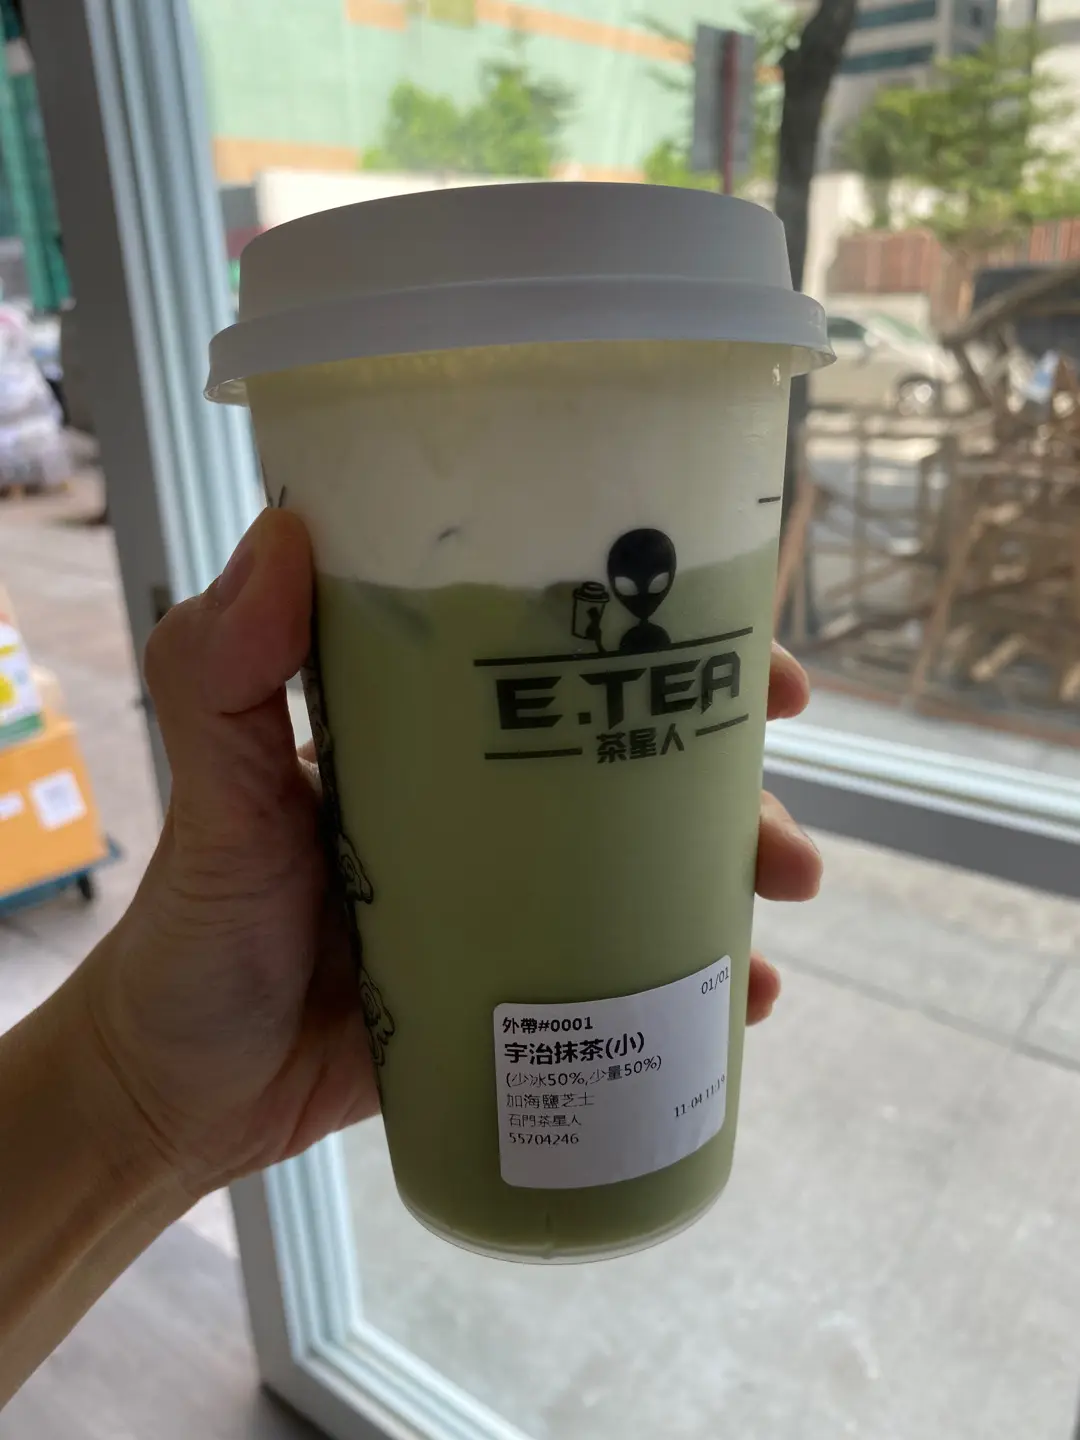 E.TEA
茶星人
01/01
外帶#0001
宇治抹茶(小)
(少冰50%,少量50%)
加海鹽芝士
石門茶星人
11-04 11:19
55704246